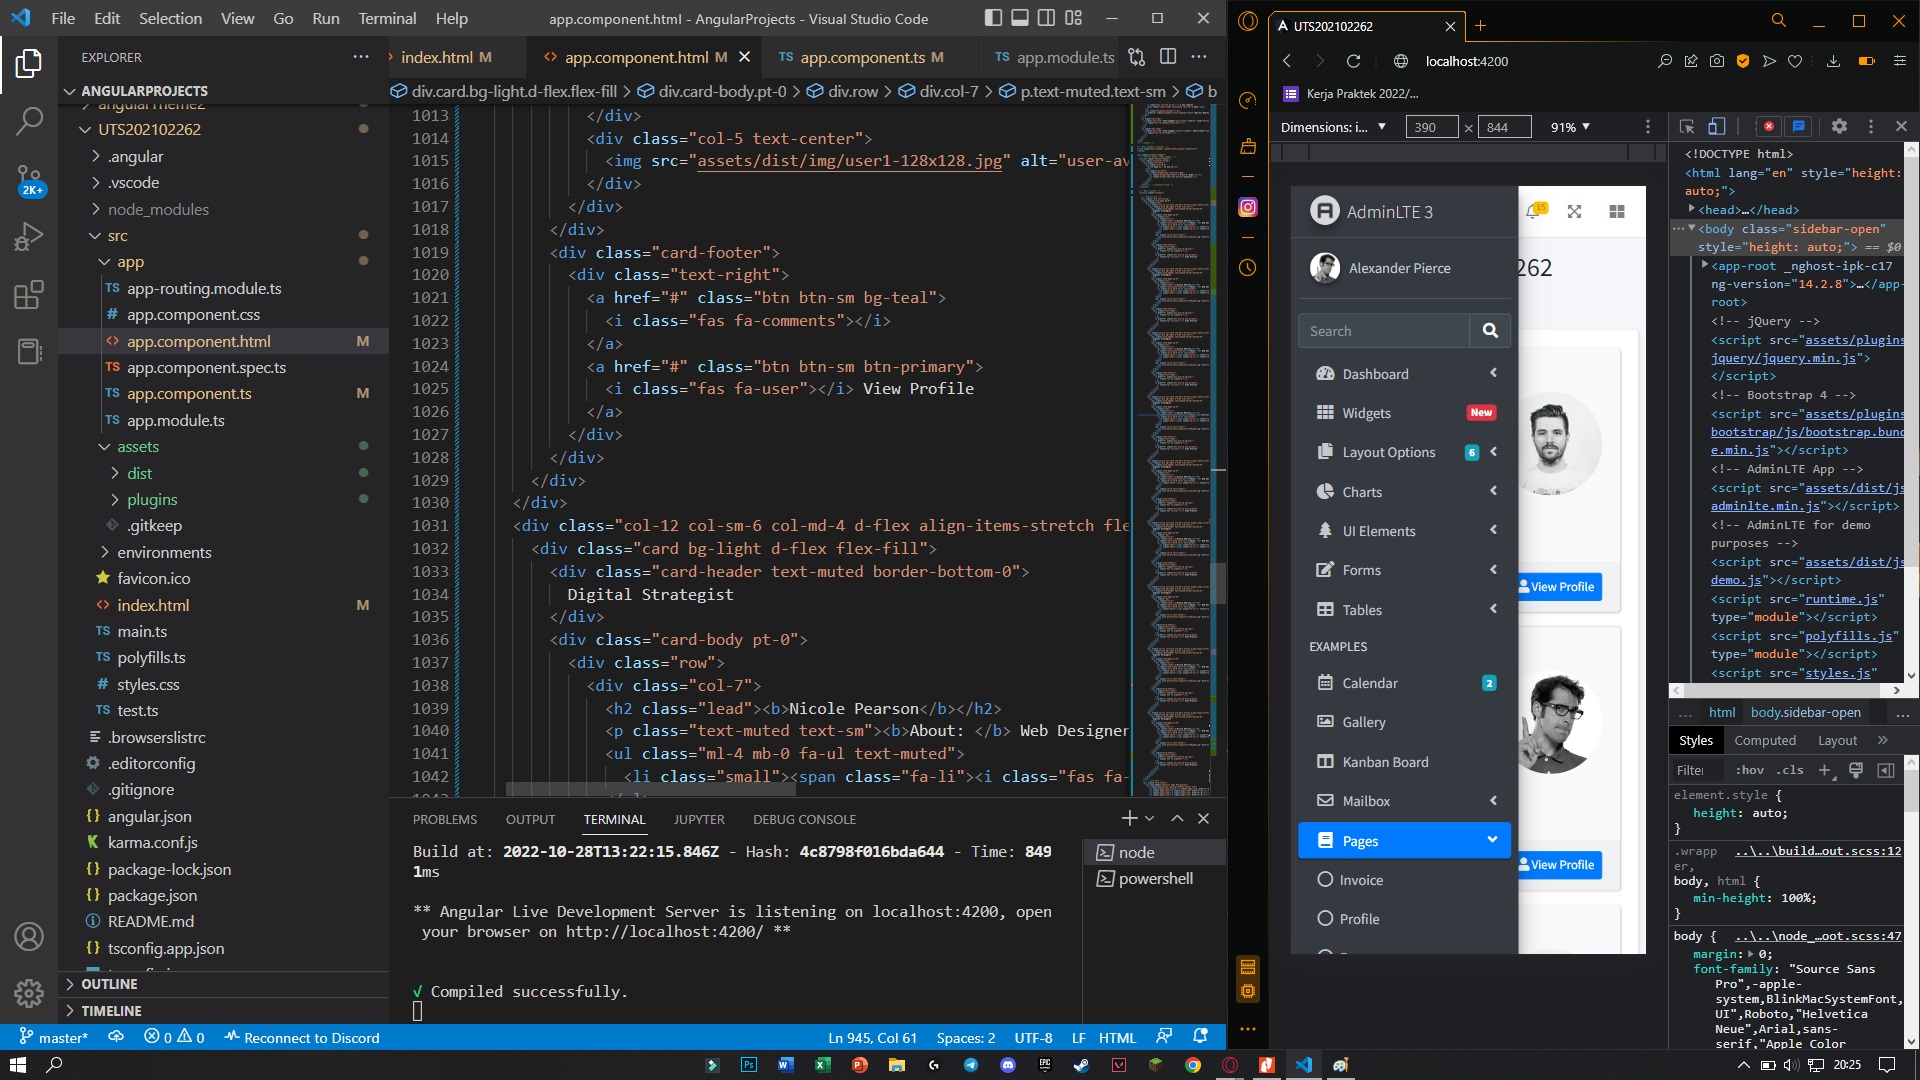 File Edit Selection View Go Run Terminal Help
app.component.html - AngularProjects - Visual Studio Code
EXPLORER
ANGULARPROJECTS
UTS202102262
.angular
.vscode
node_modules
src
app
TS app-routing.module.ts
# app.component.css
<> app.component.html M
TS app.component.spec.ts
TS app.component.ts M
TS app.module.ts
assets
dist
plugins
.gitkeep
environments
favicon.ico
<> index.html M
TS main.ts
TS polyfills.ts
# styles.css
TS test.ts
.browserslistrc
.editorconfig
.gitignore
{} angular.json
karma.conf.js
{} package-lock.json
{} package.json
README.md
{} tsconfig.app.json
OUTLINE
TIMELINE
2K+
index.html M
<> app.component.html M
TS app.component.ts M
TS app.module.ts
div.card.bg-light.d-flex.flex-fill > div.card-body.pt-0 > div.row > div.col-7 > p.text-muted.text-sm > b
1013 </div>
1014 <div class="col-5 text-center">
1015 <img src="assets/dist/img/user1-128x128.jpg" alt="user-av
1016 </div>
1017 </div>
1018 </div>
1019 <div class="card-footer">
1020 <div class="text-right">
1021 <a href="#" class="btn btn-sm bg-teal">
1022 <i class="fas fa-comments"></i>
1023 </a>
1024 <a href="#" class="btn btn-sm btn-primary">
1025 <i class="fas fa-user"></i> View Profile
1026 </a>
1027 </div>
1028 </div>
1029 </div>
1030 </div>
1031 <div class="col-12 col-sm-6 col-md-4 d-flex align-items-stretch fle
1032 <div class="card bg-light d-flex flex-fill">
1033 <div class="card-header text-muted border-bottom-0">
1034 Digital Strategist
1035 </div>
1036 <div class="card-body pt-0">
1037 <div class="row">
1038 <div class="col-7">
1039 <h2 class="lead"><b>Nicole Pearson</b></h2>
1040 <p class="text-muted text-sm"><b>About: </b> Web Designer
1041 <ul class="ml-4 mb-0 fa-ul text-muted">
1042 <li class="small"><span class="fa-li"><i class="fas fa-
PROBLEMS OUTPUT TERMINAL JUPYTER DEBUG CONSOLE
Build at: 2022-10-28T13:22:15.846Z - Hash: 4c8798f016bda644 - Time: 849
1ms
** Angular Live Development Server is listening on localhost:4200, open
your browser on http://localhost:4200/ **
√ Compiled successfully.
node
powershell
master* 0 0 Reconnect to Discord Ln 945, Col 61 Spaces: 2 UTF-8 LF HTML
UTS202102262
localhost:4200
Kerja Praktek 2022/...
Dimensions: i... 390 × 844 91%
AdminLTE 3
Alexander Pierce
Search
Dashboard
Widgets New
Layout Options 6
Charts
UI Elements
Forms
Tables
EXAMPLES
Calendar 2
Gallery
Kanban Board
Mailbox
Pages
Invoice
Profile
15
262
View Profile
View Profile
<!DOCTYPE html>
<html lang="en" style="height:
auto;">
<head>…</head>
<body class="sidebar-open"
style="height: auto;"> == $0
<app-root _nghost-ipk-c17
ng-version="14.2.8">…</app-
root>
<!-- jQuery -->
<script src="assets/plugins
jquery/jquery.min.js">
</script>
<!-- Bootstrap 4 -->
<script src="assets/plugins
bootstrap/js/bootstrap.bund
e.min.js"></script>
<!-- AdminLTE App -->
<script src="assets/dist/js
adminlte.min.js"></script>
<!-- AdminLTE for demo
purposes -->
<script src="assets/dist/js
demo.js"></script>
<script src="runtime.js"
type="module"></script>
<script src="polyfills.js"
type="module"></script>
<script src="styles.js"
... html body.sidebar-open ...
Styles Computed Layout »
Filter :hov .cls +
element.style {
height: auto;
}
.wrapp ..\..\build…out.scss:12
er,
body, html {
min-height: 100%;
}
body { ..\..\node_…oot.scss:47
margin: 0;
font-family: "Source Sans
Pro",-apple-
system,BlinkMacSystemFont,
UI",Roboto,"Helvetica
Neue",Arial,sans-
serif,"Apple Color
20:25